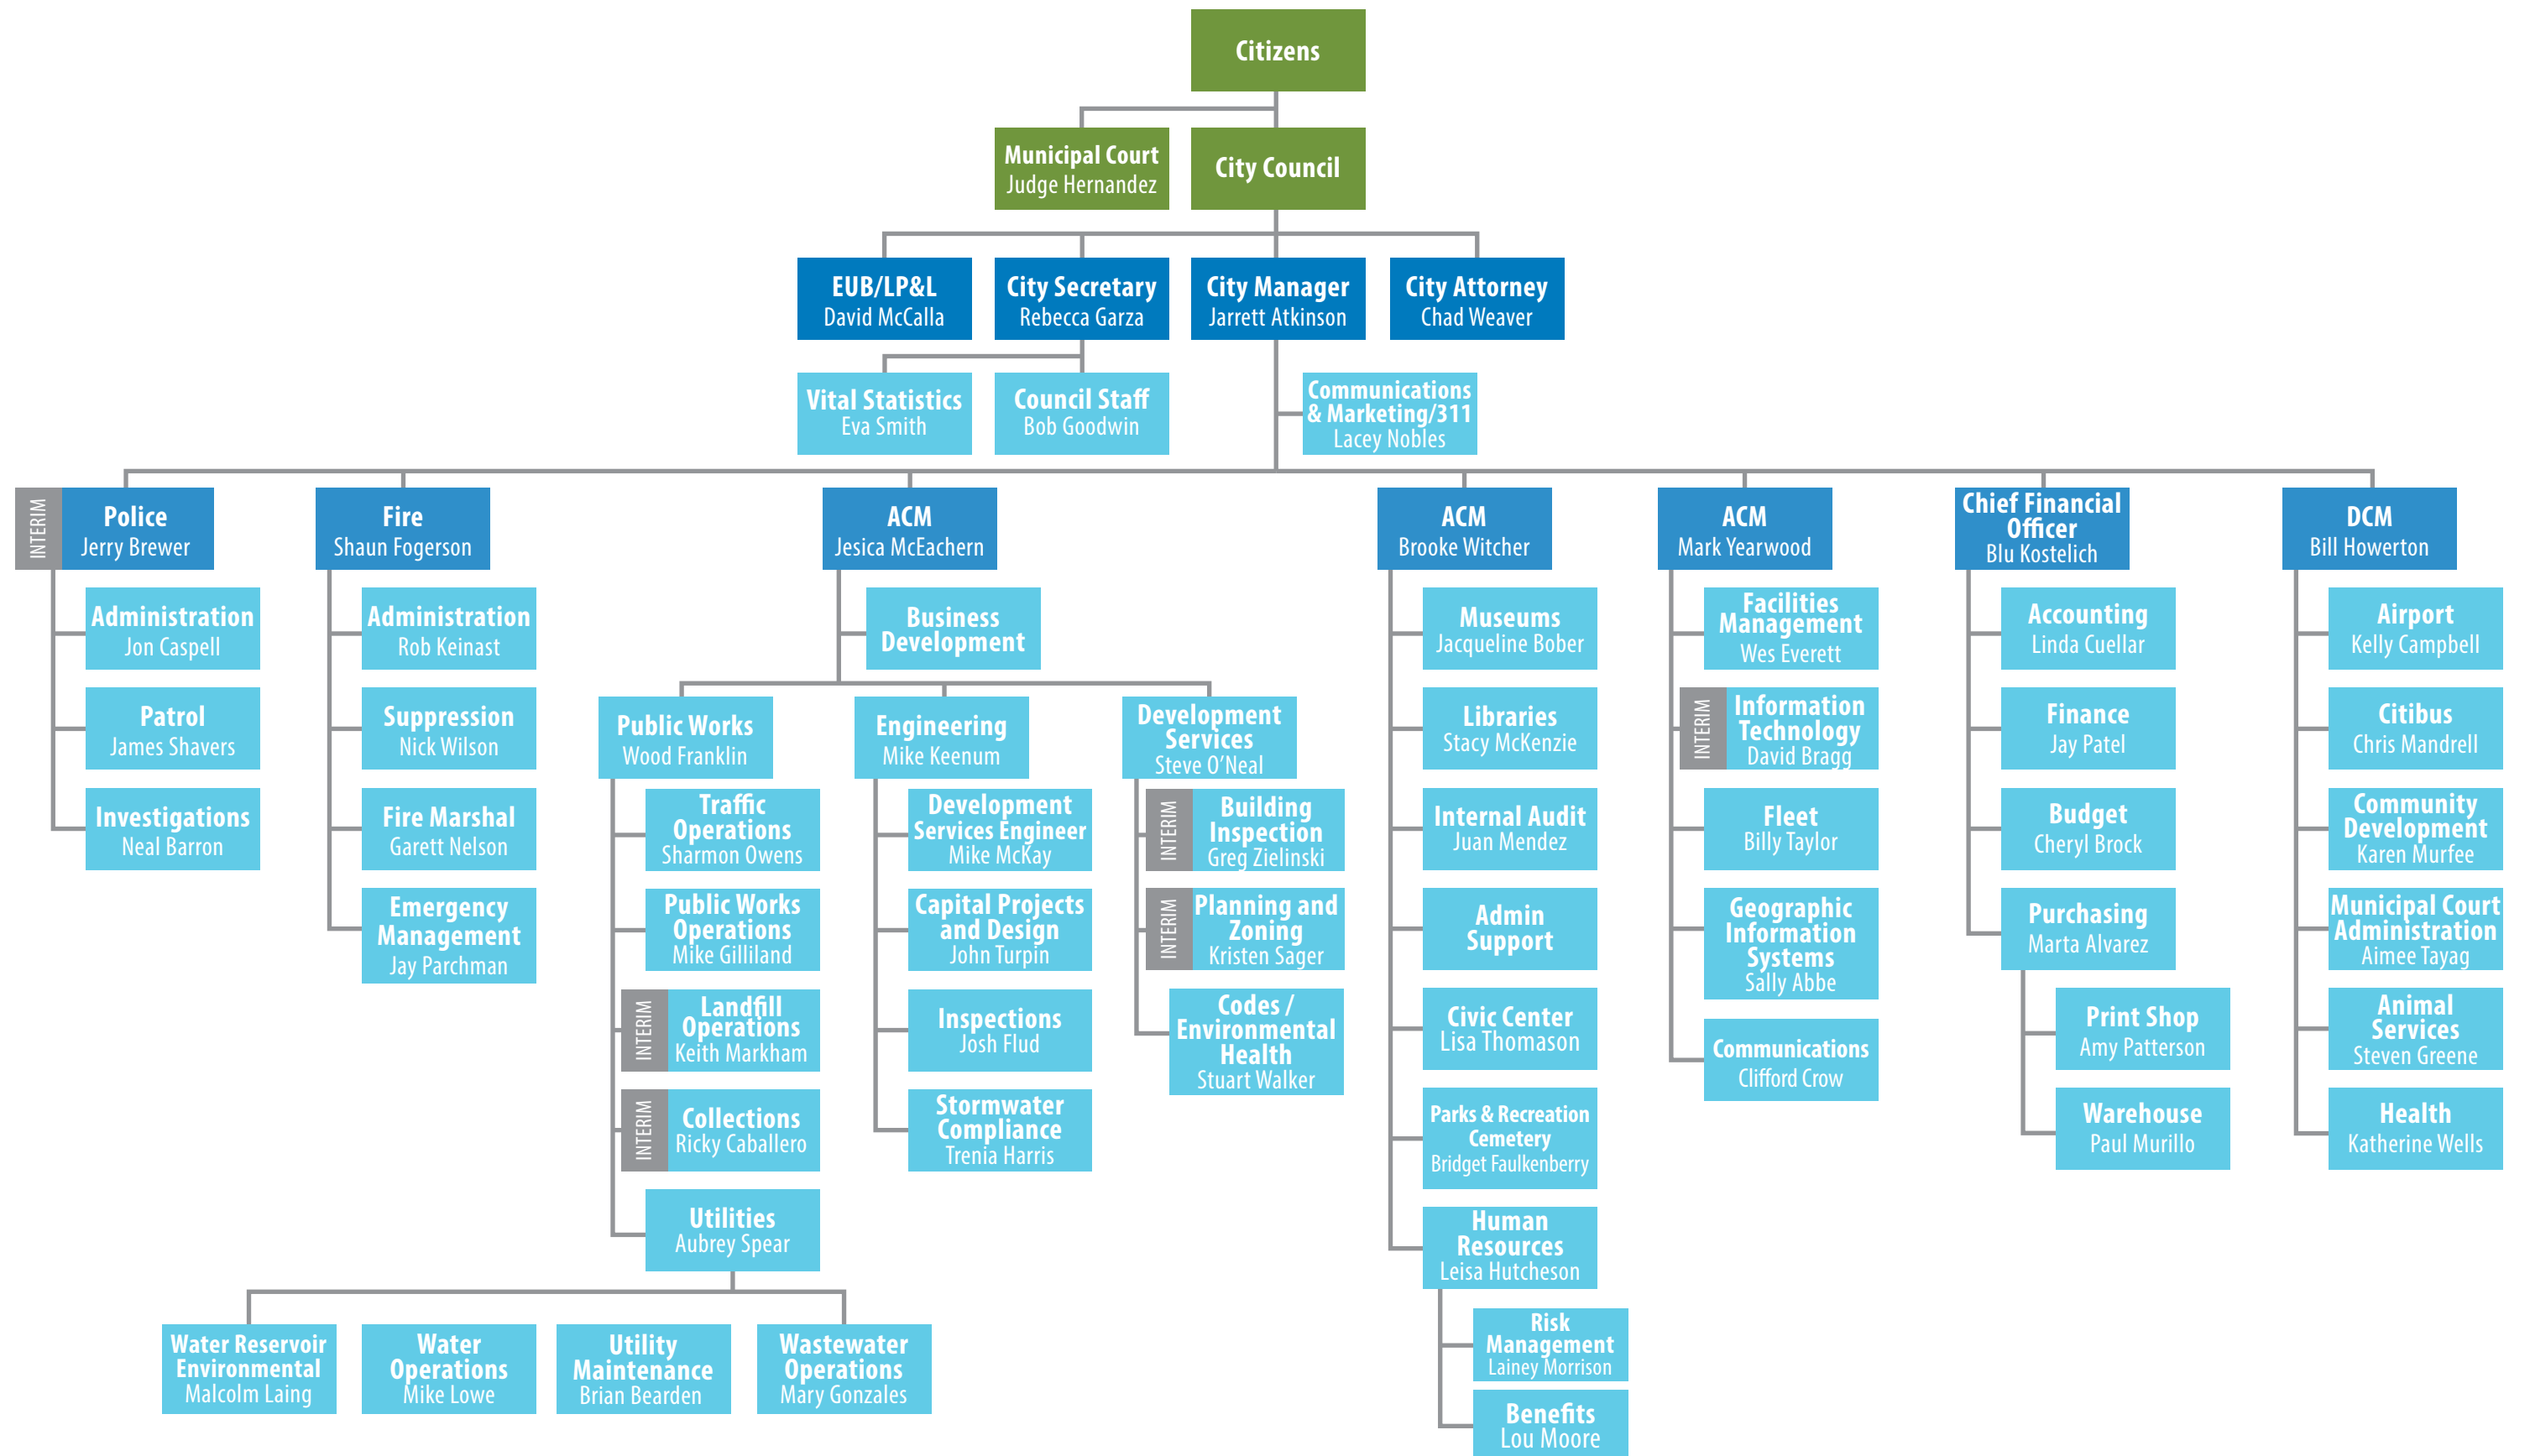 Citizens
Municipal Court
Judge Hernandez
City Council
EUB/LP&L
David McCalla
City Secretary
Rebecca Garza
City Manager
Jarrett Atkinson
City Attorney
Chad Weaver
Vital Statistics
Eva Smith
Council Staff
Bob Goodwin
Communications
& Marketing/311
Lacey Nobles
INTERIM
Police
Jerry Brewer
Administration
Jon Caspell
Patrol
James Shavers
Investigations
Neal Barron
Fire
Shaun Fogerson
Administration
Rob Keinast
Suppression
Nick Wilson
Fire Marshal
Garett Nelson
Emergency
Management
Jay Parchman
ACM
Jesica McEachern
Business
Development
Public Works
Wood Franklin
Traffic
Operations
Sharmon Owens
Public Works
Operations
Mike Gilliland
INTERIM
Landfill
Operations
Keith Markham
INTERIM
Collections
Ricky Caballero
Utilities
Aubrey Spear
Water Reservoir
Environmental
Malcolm Laing
Water
Operations
Mike Lowe
Utility
Maintenance
Brian Bearden
Wastewater
Operations
Mary Gonzales
Engineering
Mike Keenum
Development
Services Engineer
Mike McKay
Capital Projects
and Design
John Turpin
Inspections
Josh Flud
Stormwater
Compliance
Trenia Harris
Development
Services
Steve O’Neal
INTERIM
Building
Inspection
Greg Zielinski
INTERIM
Planning and
Zoning
Kristen Sager
Codes /
Environmental
Health
Stuart Walker
ACM
Brooke Witcher
Museums
Jacqueline Bober
Libraries
Stacy McKenzie
Internal Audit
Juan Mendez
Admin
Support
Civic Center
Lisa Thomason
Parks & Recreation
Cemetery
Bridget Faulkenberry
Human
Resources
Leisa Hutcheson
Risk
Management
Lainey Morrison
Benefits
Lou Moore
ACM
Mark Yearwood
Facilities
Management
Wes Everett
INTERIM
Information
Technology
David Bragg
Fleet
Billy Taylor
Geographic
Information
Systems
Sally Abbe
Communications
Clifford Crow
Chief Financial
Officer
Blu Kostelich
Accounting
Linda Cuellar
Finance
Jay Patel
Budget
Cheryl Brock
Purchasing
Marta Alvarez
Print Shop
Amy Patterson
Warehouse
Paul Murillo
DCM
Bill Howerton
Airport
Kelly Campbell
Citibus
Chris Mandrell
Community
Development
Karen Murfee
Municipal Court
Administration
Aimee Tayag
Animal
Services
Steven Greene
Health
Katherine Wells